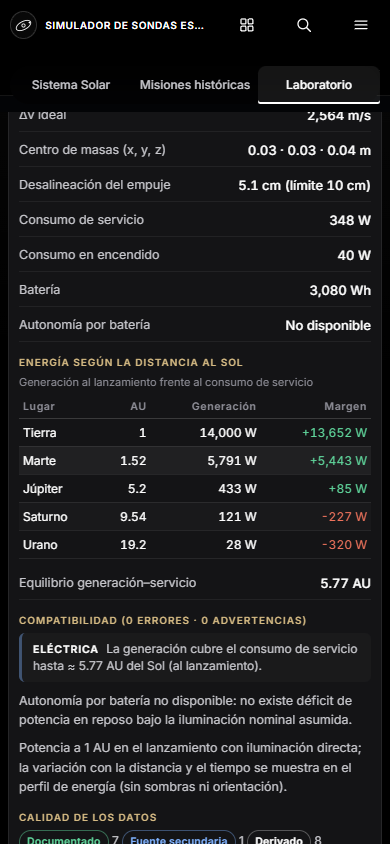 SIMULADOR DE SONDAS ES...
Sistema Solar Misiones históricas Laboratorio
Δv ideal 2,564 m/s
Centro de masas (x, y, z) 0.03 · 0.03 · 0.04 m
Desalineación del empuje 5.1 cm (límite 10 cm)
Consumo de servicio 348 W
Consumo en encendido 40 W
Batería 3,080 Wh
Autonomía por batería No disponible
ENERGÍA SEGÚN LA DISTANCIA AL SOL
Generación al lanzamiento frente al consumo de servicio
Lugar AU Generación Margen
Tierra 1 14,000 W +13,652 W
Marte 1.52 5,791 W +5,443 W
Júpiter 5.2 433 W +85 W
Saturno 9.54 121 W -227 W
Urano 19.2 28 W -320 W
Equilibrio generación–servicio 5.77 AU
COMPATIBILIDAD (0 ERRORES · 0 ADVERTENCIAS)
ELÉCTRICA La generación cubre el consumo de servicio
hasta ≈ 5.77 AU del Sol (al lanzamiento).
Autonomía por batería no disponible: no existe déficit de
potencia en reposo bajo la iluminación nominal asumida.
Potencia a 1 AU en el lanzamiento con iluminación directa;
la variación con la distancia y el tiempo se muestra en el
perfil de energía (sin sombras ni orientación).
CALIDAD DE LOS DATOS
Documentado 7 Fuente secundaria 1 Derivado 8